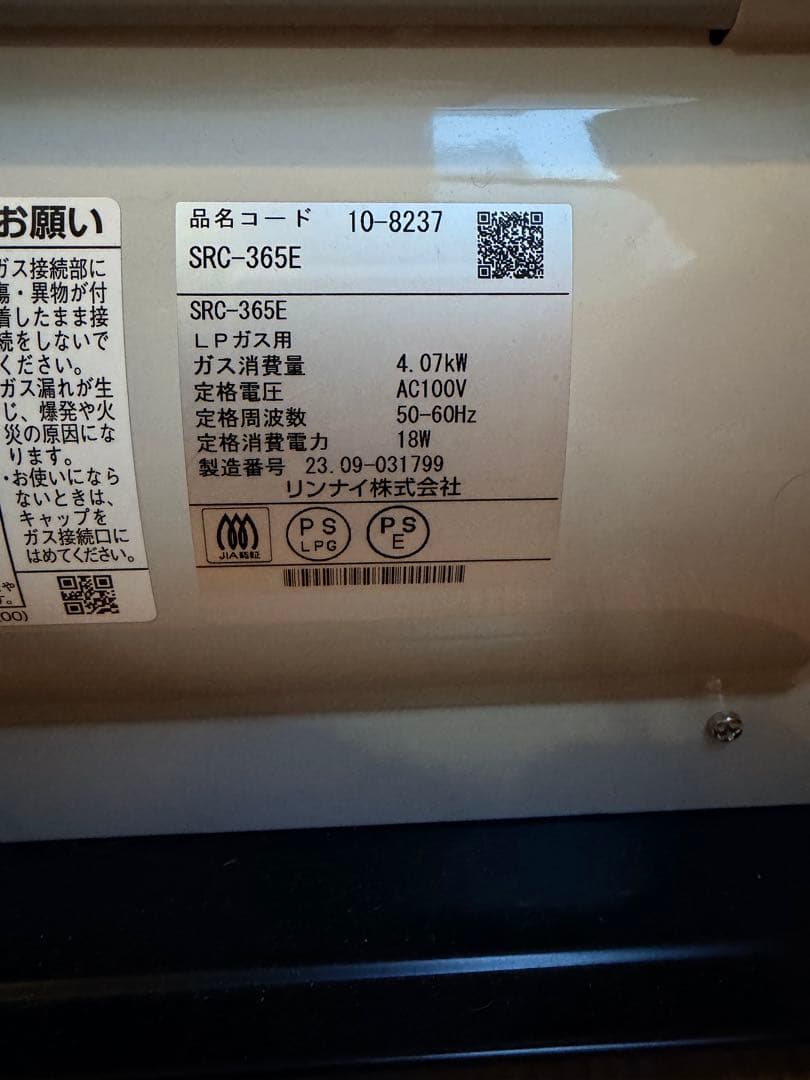 お願い
ガス接続部に
傷・異物が付
着したまま接
続をしないで
ください。
ガス漏れが生
じ、爆発や火
災の原因にな
ります。
・お使いになら
ないときは、
キャップを
ガス接続口に
はめてください。
品名コード 10-8237
SRC-365E
SRC-365E
LPガス用
ガス消費量 4.07kW
定格電圧 AC100V
定格周波数 50-60Hz
定格消費電力 18W
製造番号 23.09-031799
リンナイ株式会社
JIA認証
PS
LPG
PS
E